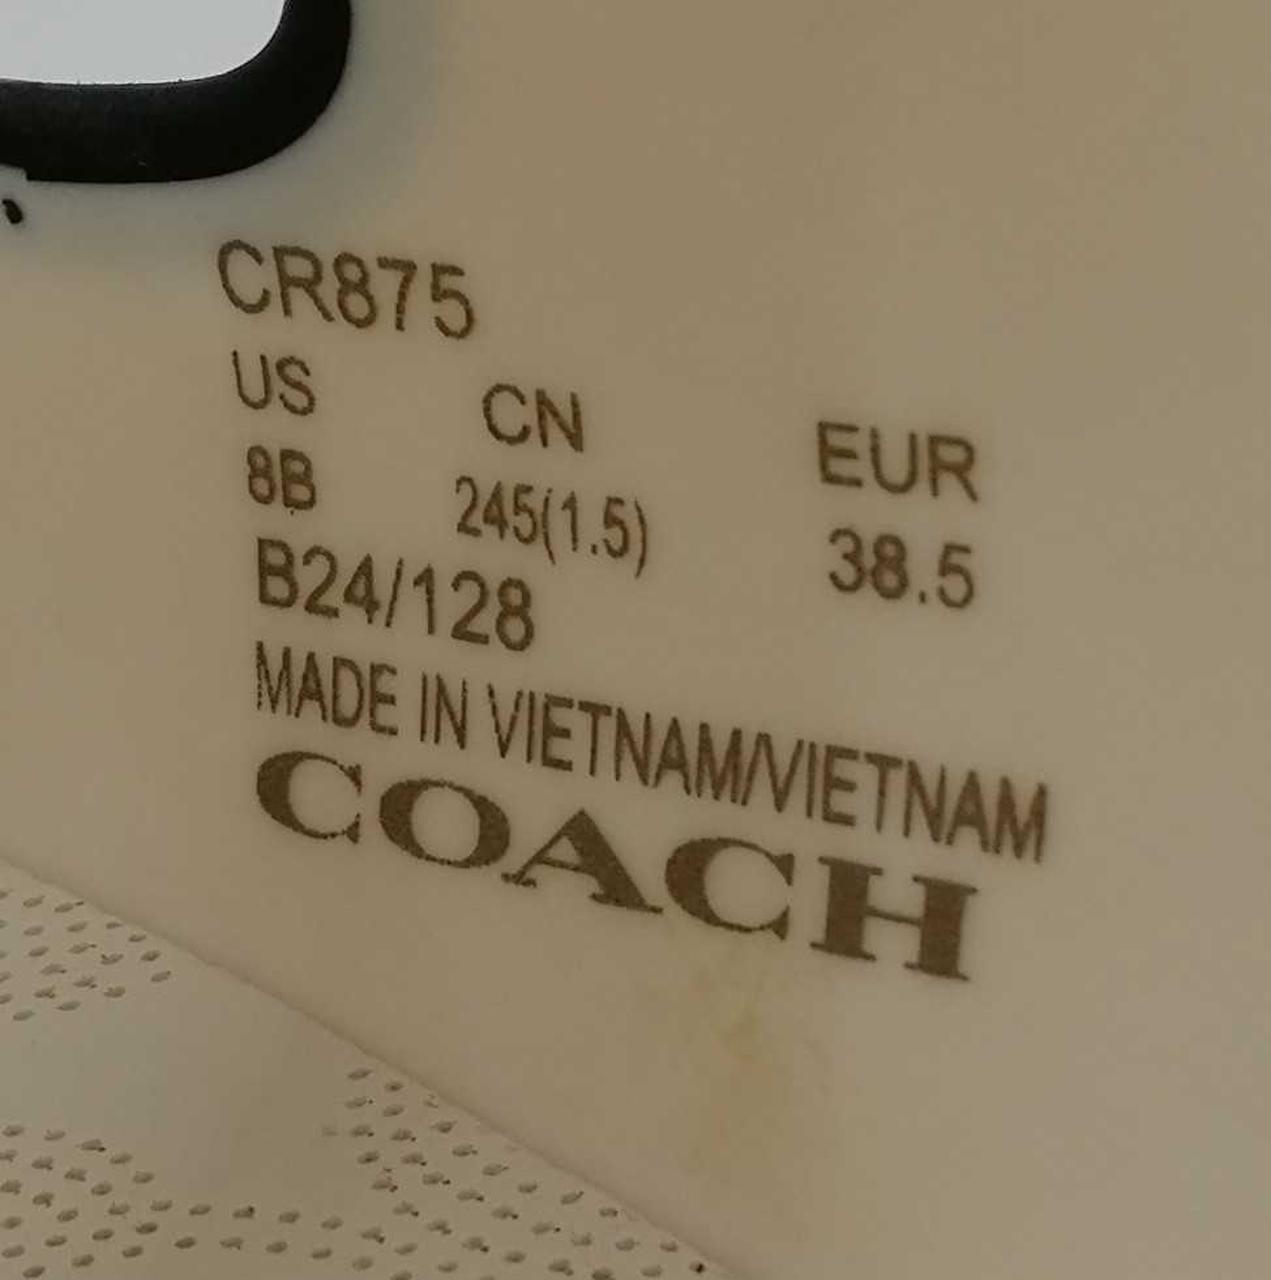 CR875
US CN EUR
8B 245(1.5) 38.5
B24/128
MADE IN VIETNAM/VIETNAM
COACH